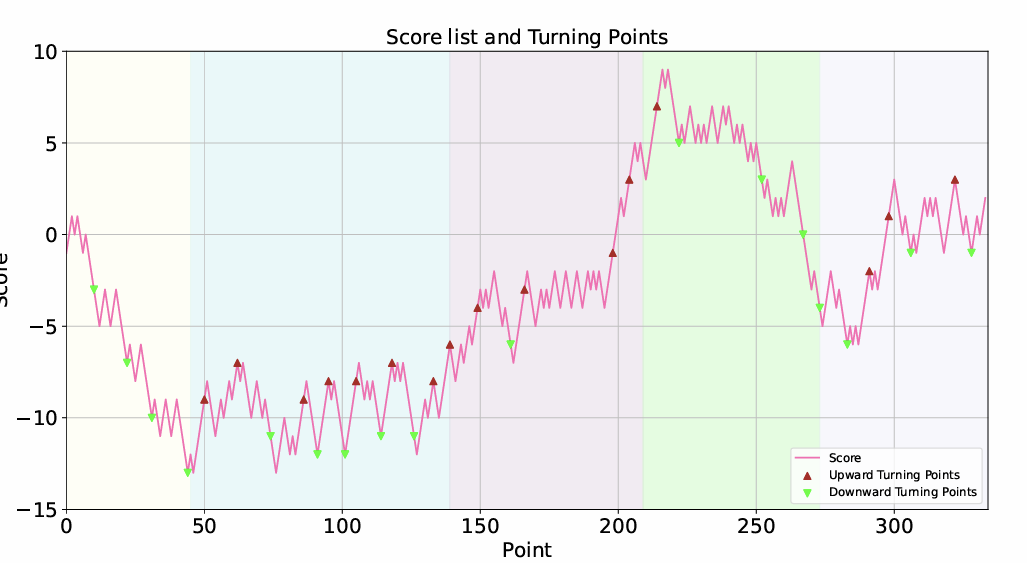 Score list and Turning Points
10
5
0
−5
−10
−15
Score
0 50 100 150 200 250 300
Point
Score
Upward Turning Points
Downward Turning Points